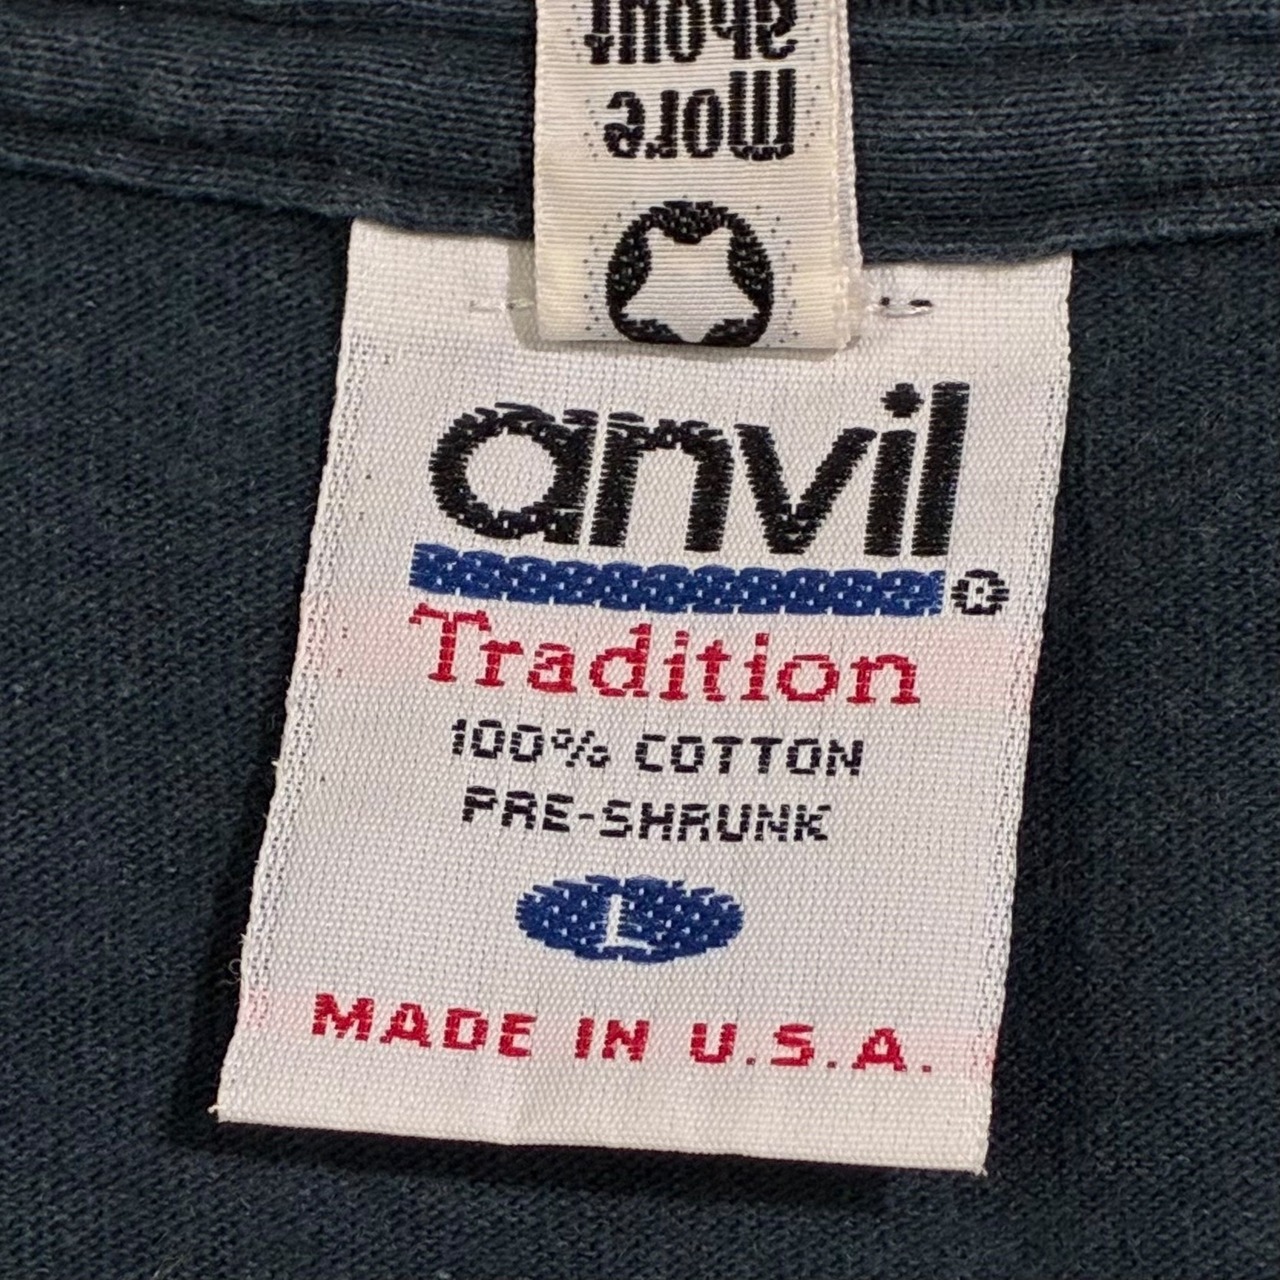 more
about
anvil®
Tradition
100% COTTON
PRE-SHRUNK
L
MADE IN U.S.A.